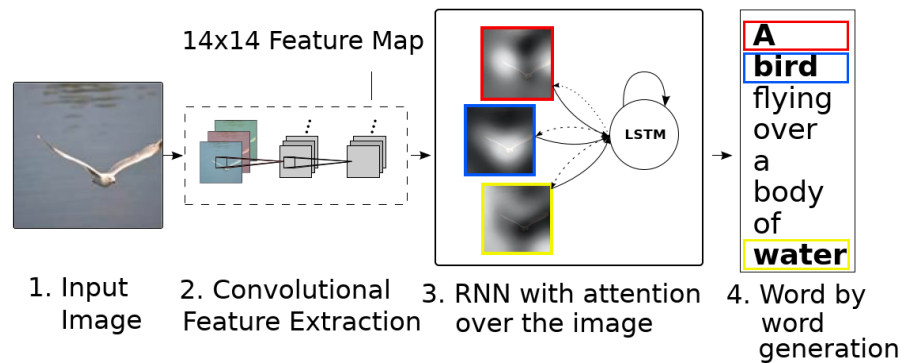 14x14 Feature Map
LSTM
A
bird
flying
over
a
body
of
water
1. Input
Image
2. Convolutional
Feature Extraction
3. RNN with attention
over the image
4. Word by
word
generation